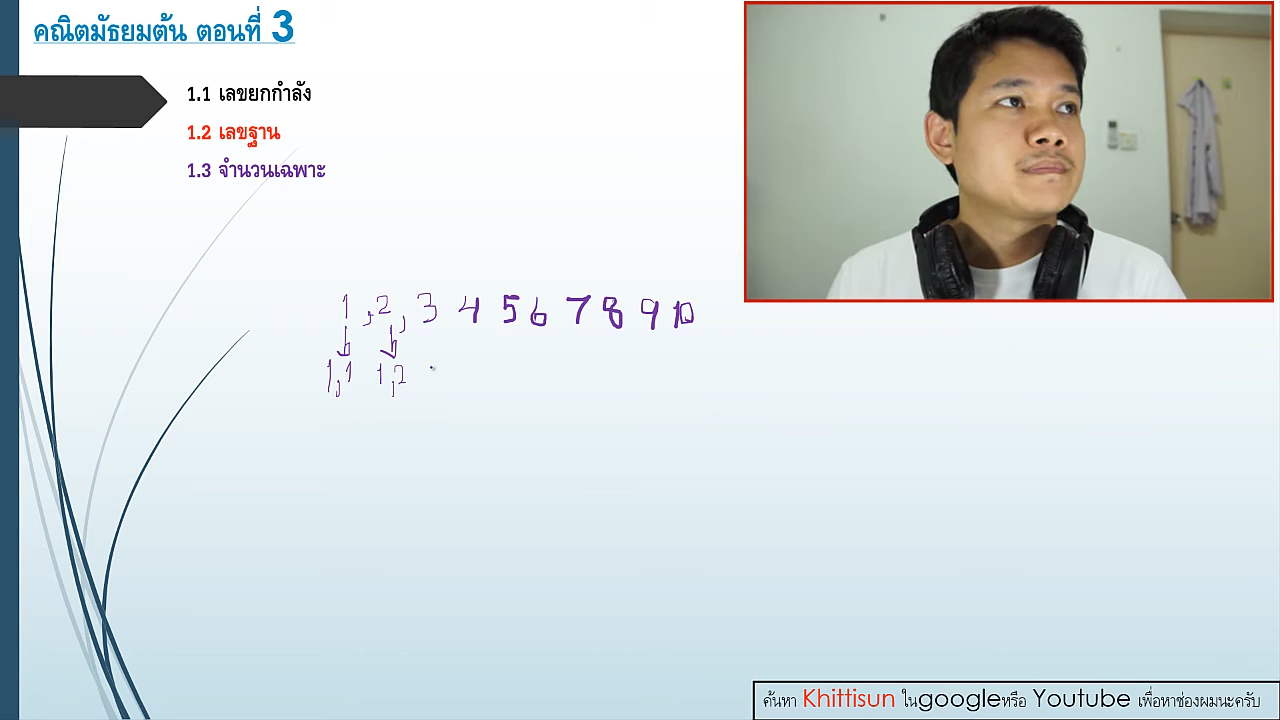 คณิตมัธยมต้น ตอนที่ 3
1.1 เลขยกกำลัง
1.2 เลขฐาน
1.3 จำนวนเฉพาะ
1 , 2 , 3 4 5 6 7 8 9 10
1,1 1,2
ค้นหา Khittisun ในgoogleหรือ Youtube เพื่อหาช่องผมนะครับ